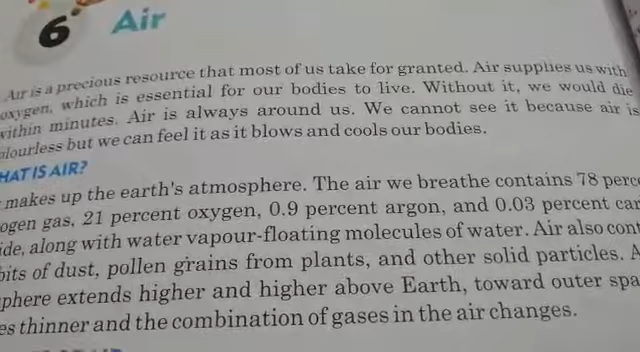 6 Air
Air is a precious resource that most of us take for granted. Air supplies us with
oxygen, which is essential for our bodies to live. Without it, we would die
within minutes. Air is always around us. We cannot see it because air is
olourless but we can feel it as it blows and cools our bodies.
HAT IS AIR?
makes up the earth's atmosphere. The air we breathe contains 78 perce
ogen gas, 21 percent oxygen, 0.9 percent argon, and 0.03 percent car
ide, along with water vapour-floating molecules of water. Air also cont
bits of dust, pollen grains from plants, and other solid particles. A
phere extends higher and higher above Earth, toward outer spa
es thinner and the combination of gases in the air changes.